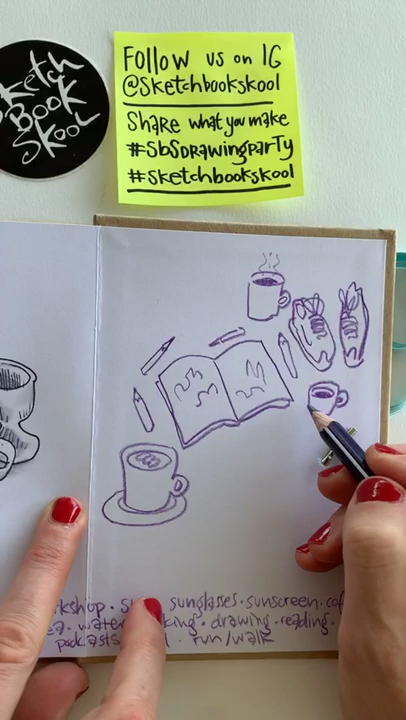 Sketch
Book
Skool
Follow us on IG
@Sketchbookskool
Share what you make
#SbSDrawingParty
#Sketchbookskool
sunglasses · sunscreen ·
king · drawing · reading ·
podcasts · run/walk